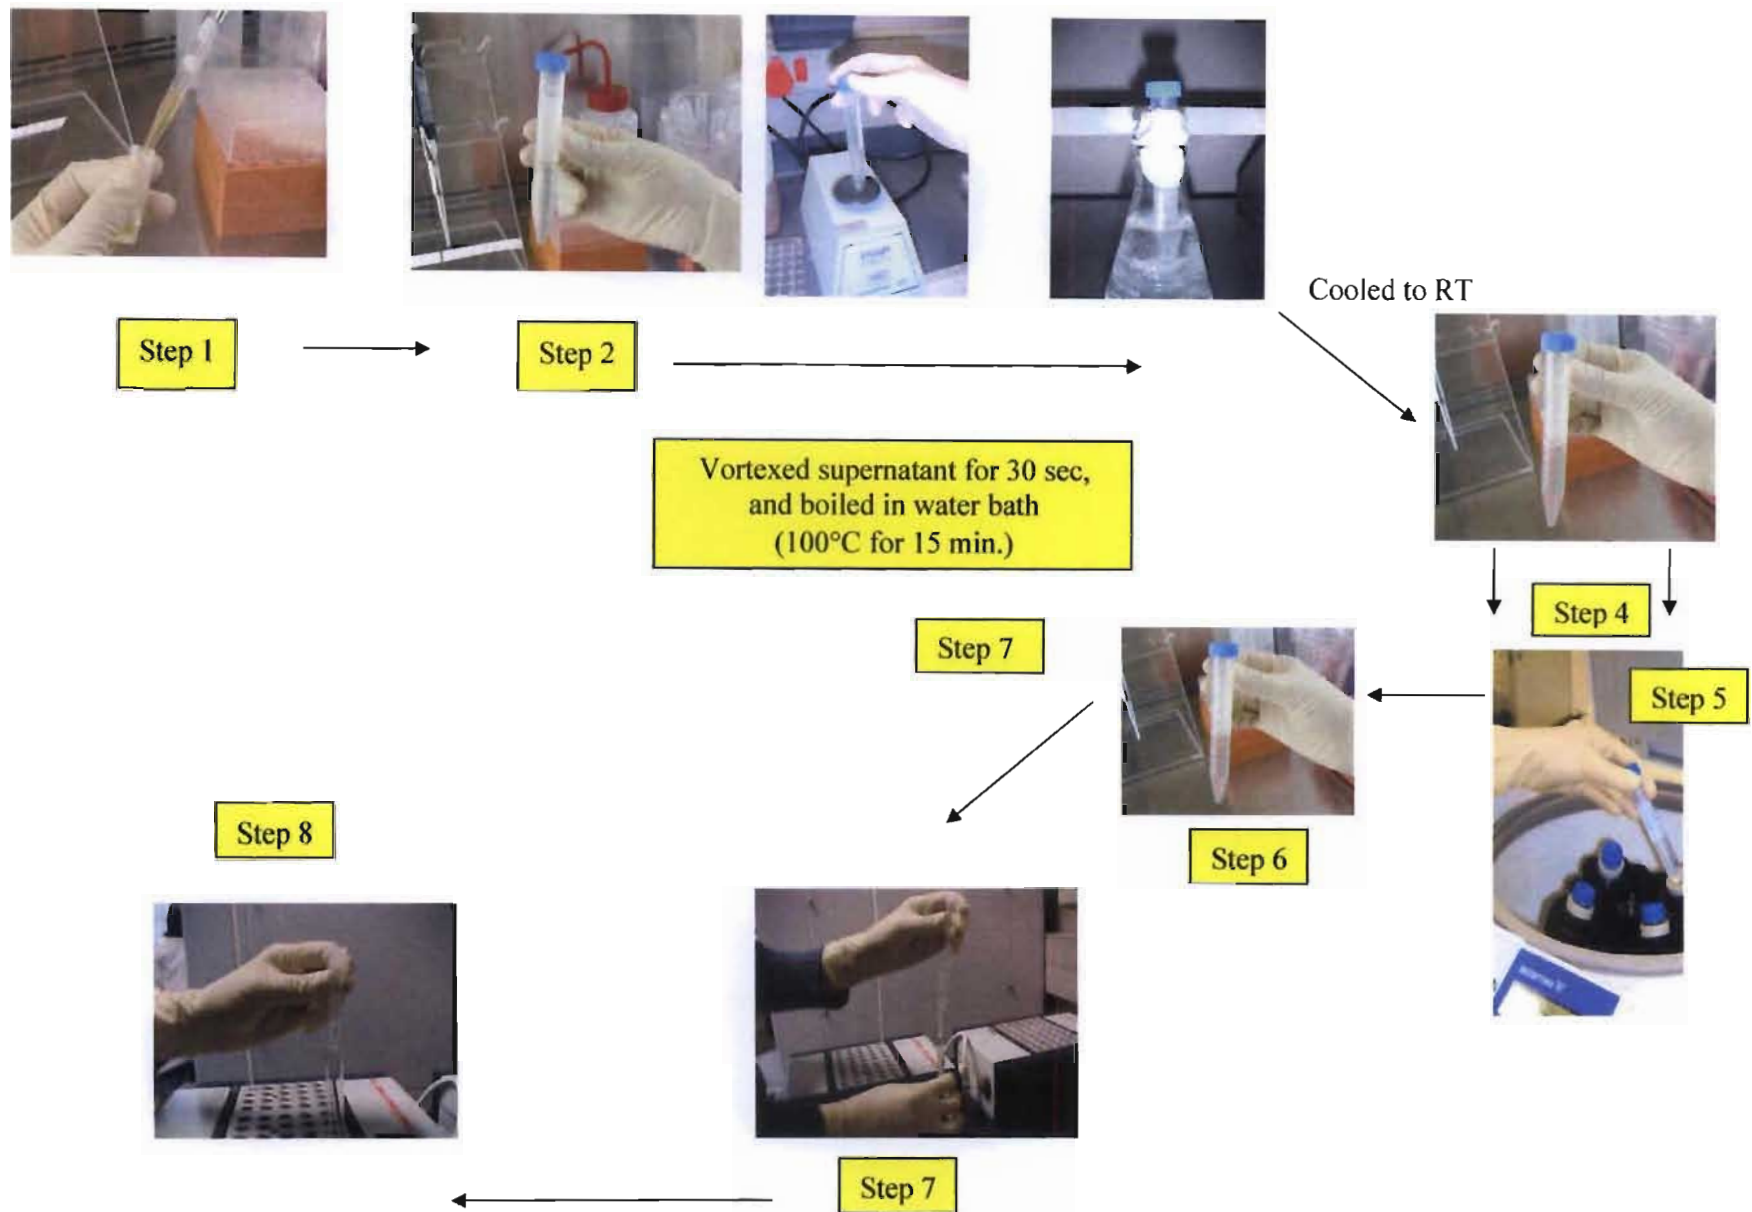 Cooled to RT
Step 1
Step 2
Vortexed supernatant for 30 sec,
and boiled in water bath
(100°C for 15 min.)
Step 4
Step 7
Step 5
Step 8
Step 6
Step 7